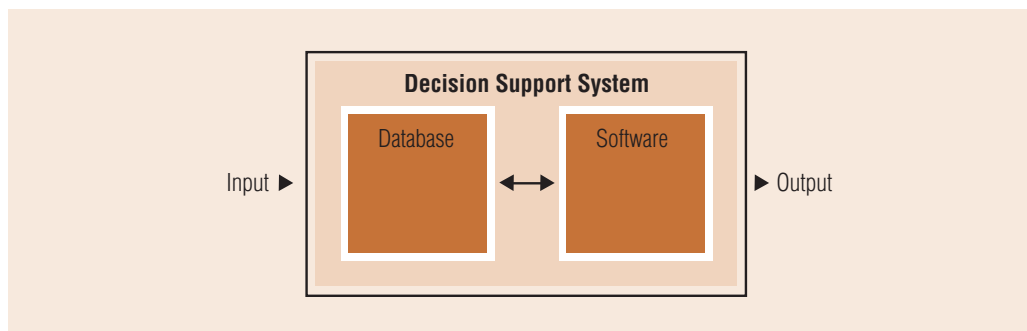 Decision Support System
Database
Software
Input
Output